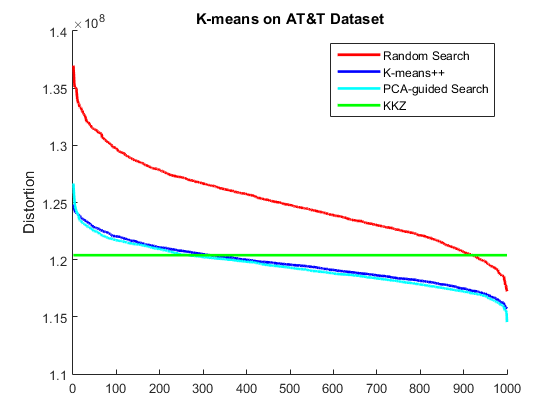 K-means on AT&T Dataset
×10⁸
1.4
1.35
1.3
1.25
1.2
1.15
1.1
Distortion
Random Search
K-means++
PCA-guided Search
KKZ
0 100 200 300 400 500 600 700 800 900 1000